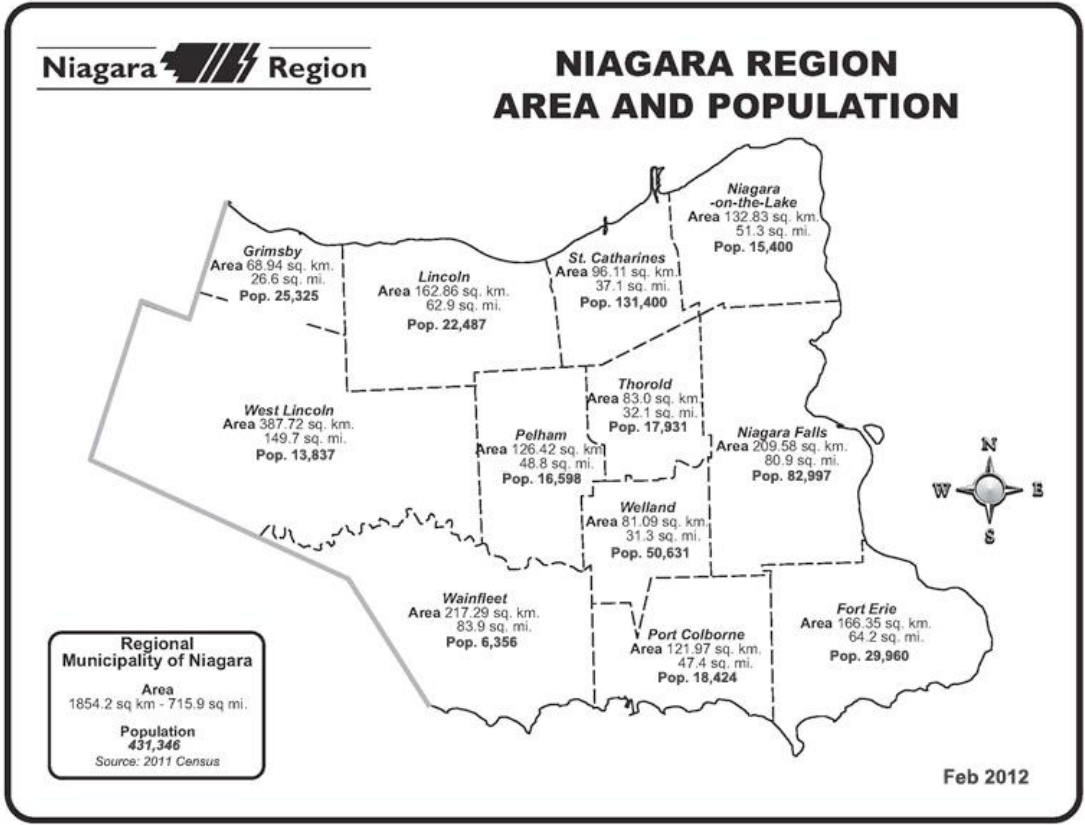 Niagara Region
NIAGARA REGION
AREA AND POPULATION
Niagara
-on-the-Lake
Area 132.83 sq. km.
51.3 sq. mi.
Pop. 15,400
Grimsby
Area 68.94 sq. km.
26.6 sq. mi.
Pop. 25,325
Lincoln
Area 162.86 sq. km.
62.9 sq. mi.
Pop. 22,487
St. Catharines
Area 96.11 sq. km.
37.1 sq. mi.
Pop. 131,400
West Lincoln
Area 387.72 sq. km.
149.7 sq. mi.
Pop. 13,837
Pelham
Area 126.42 sq. km
48.8 sq. mi.
Pop. 16,598
Thorold
Area 83.0 sq. km.
32.1 sq. mi.
Pop. 17,931
Niagara Falls
Area 209.58 sq. km.
80.9 sq. mi.
Pop. 82,997
N
W
E
S
Welland
Area 81.09 sq. km.
31.3 sq. mi.
Pop. 50,631
Wainfleet
Area 217.29 sq. km.
83.9 sq. mi.
Pop. 6,356
Port Colborne
Area 121.97 sq. km.
47.4 sq. mi.
Pop. 18,424
Fort Erie
Area 166.35 sq. km.
64.2 sq. mi.
Pop. 29,960
Regional
Municipality of Niagara
Area
1854.2 sq km - 715.9 sq mi.
Population
431,346
Source: 2011 Census
Feb 2012